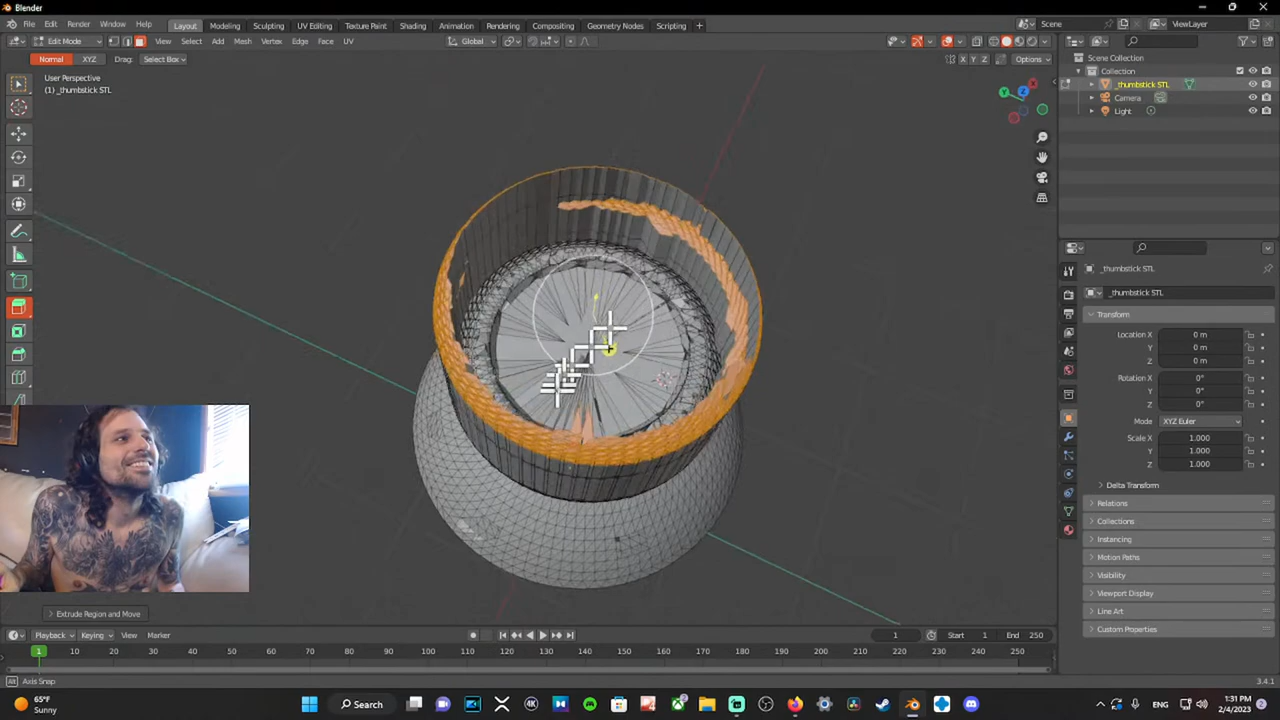 Blender
File Edit Render Window Help Layout Modeling Sculpting UV Editing Texture Paint Shading Animation Rendering Compositing Geometry Nodes Scripting + Scene ViewLayer
Edit Mode View Select Add Mesh Vertex Edge Face UV Global
Normal XYZ Drag: Select Box X Y Z Options
User Perspective
(1) _thumbstick STL
Scene Collection
Collection
_thumbstick STL
Camera
Light
_thumbstick STL
_thumbstick STL
Transform
Location X 0 m
Y 0 m
Z 0 m
Rotation X 0°
Y 0°
Z 0°
Mode XYZ Euler
Scale X 1.000
Y 1.000
Z 1.000
Delta Transform
Relations
Collections
Instancing
Motion Paths
Visibility
Viewport Display
Line Art
Custom Properties
Extrude Region and Move
Playback Keying View Marker 1 Start 1 End 250
1 10 20 30 40 50 60 70 80 90 100 110 120 130 140 150 160 170 180 190 200 210 220 230 240 250
Alt Axis Snap 3.4.1
65°F
Sunny
Search
ENG
1:31 PM
2/4/2023